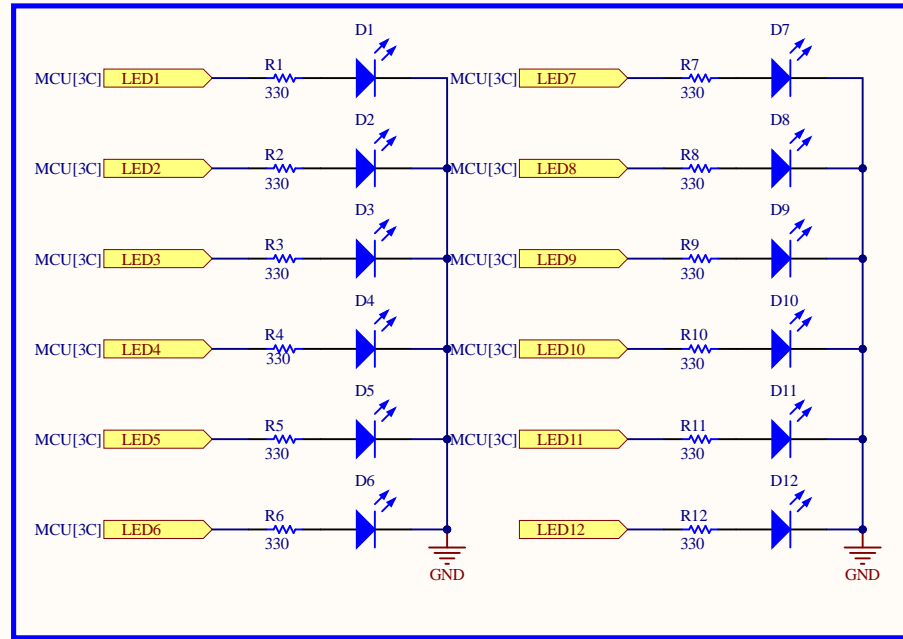 D1
MCU[3C] LED1 R1 330
D2
MCU[3C] LED2 R2 330
D3
MCU[3C] LED3 R3 330
D4
MCU[3C] LED4 R4 330
D5
MCU[3C] LED5 R5 330
D6
MCU[3C] LED6 R6 330
GND
D7
MCU[3C] LED7 R7 330
D8
MCU[3C] LED8 R8 330
D9
MCU[3C] LED9 R9 330
D10
MCU[3C] LED10 R10 330
D11
MCU[3C] LED11 R11 330
D12
LED12 R12 330
GND